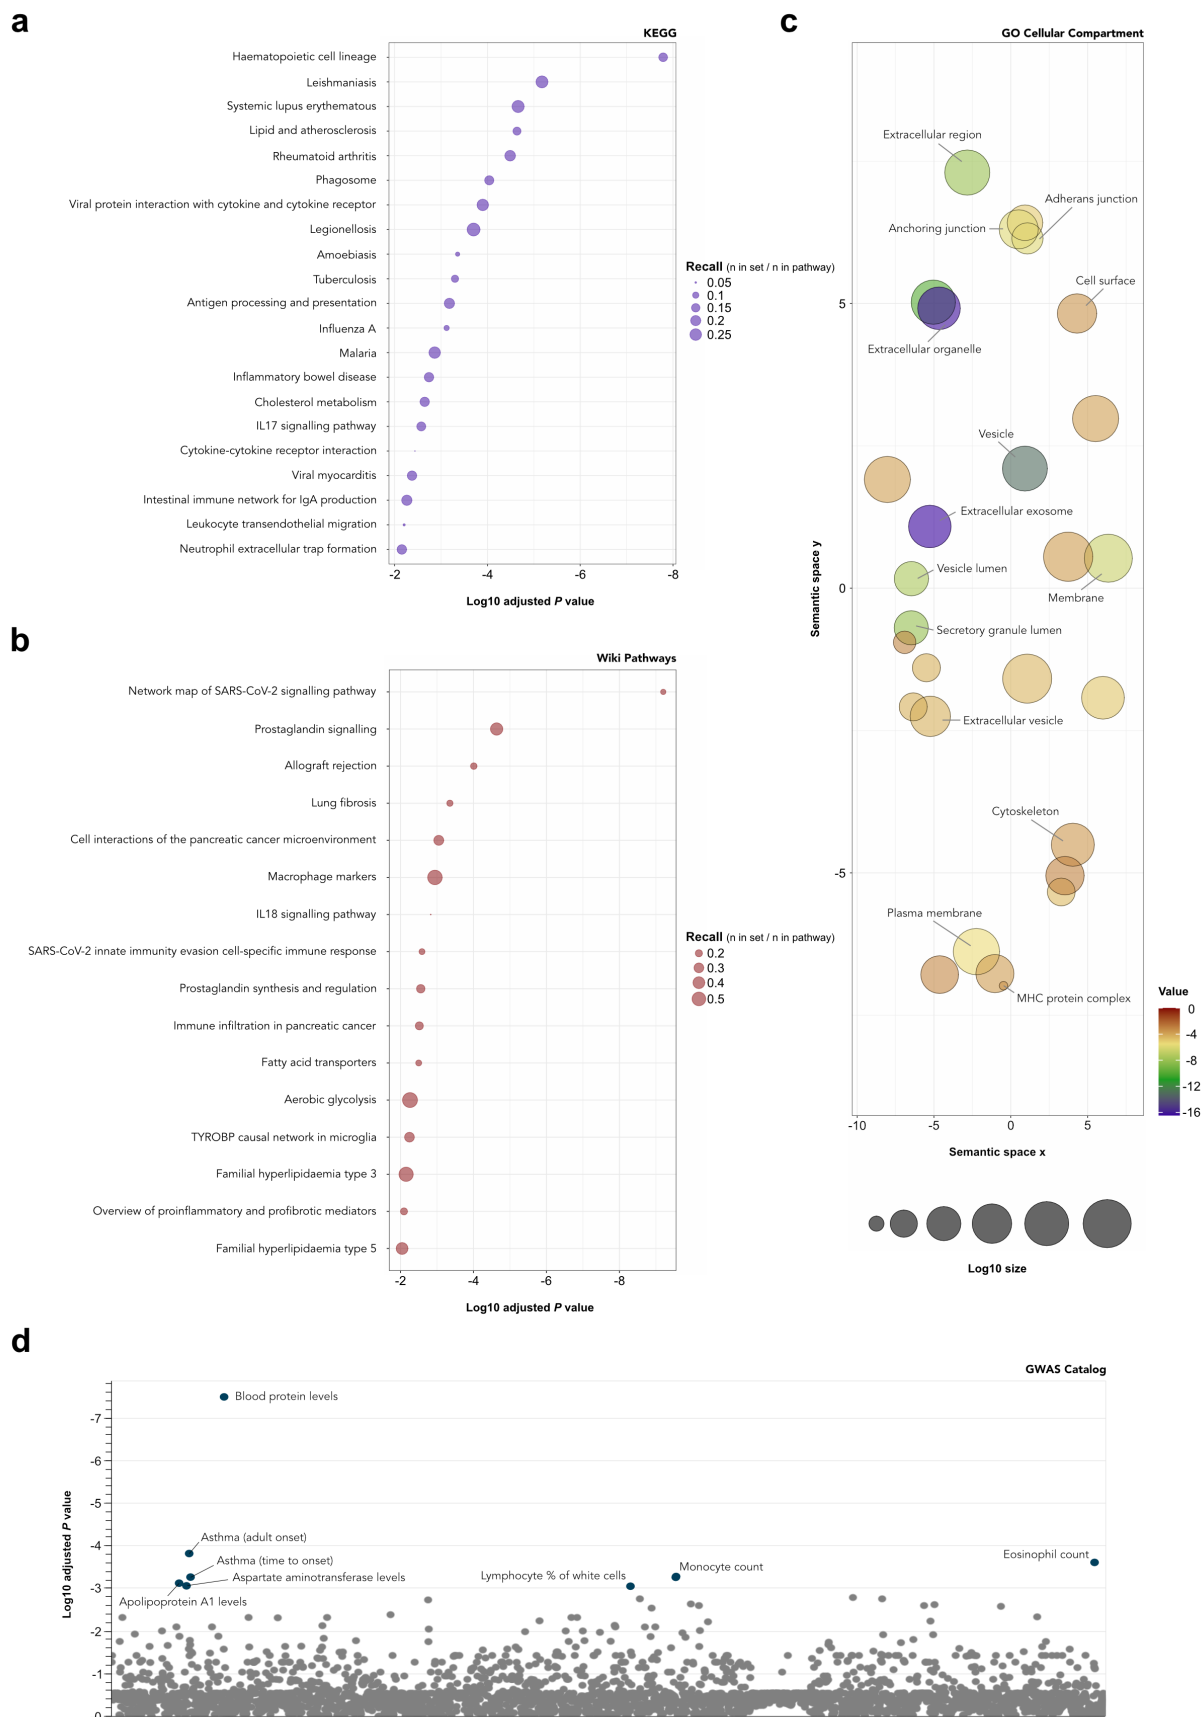 a
KEGG
Haematopoietic cell lineage
Leishmaniasis
Systemic lupus erythematous
Lipid and atherosclerosis
Rheumatoid arthritis
Phagosome
Viral protein interaction with cytokine and cytokine receptor
Legionellosis
Amoebiasis
Tuberculosis
Antigen processing and presentation
Influenza A
Malaria
Inflammatory bowel disease
Cholesterol metabolism
IL17 signalling pathway
Cytokine-cytokine receptor interaction
Viral myocarditis
Intestinal immune network for IgA production
Leukocyte transendothelial migration
Neutrophil extracellular trap formation
-2 -4 -6 -8
Log10 adjusted P value
Recall (n in set / n in pathway)
0.05
0.1
0.15
0.2
0.25
b
Wiki Pathways
Network map of SARS-CoV-2 signalling pathway
Prostaglandin signalling
Allograft rejection
Lung fibrosis
Cell interactions of the pancreatic cancer microenvironment
Macrophage markers
IL18 signalling pathway
SARS-CoV-2 innate immunity evasion cell-specific immune response
Prostaglandin synthesis and regulation
Immune infiltration in pancreatic cancer
Fatty acid transporters
Aerobic glycolysis
TYROBP causal network in microglia
Familial hyperlipidaemia type 3
Overview of proinflammatory and profibrotic mediators
Familial hyperlipidaemia type 5
-2 -4 -6 -8
Log10 adjusted P value
Recall (n in set / n in pathway)
0.2
0.3
0.4
0.5
c
GO Cellular Compartment
Extracellular region
Adherans junction
Anchoring junction
Cell surface
5
Extracellular organelle
Vesicle
Extracellular exosome
Vesicle lumen
0
Membrane
Semantic space y
Secretory granule lumen
Extracellular vesicle
Cytoskeleton
-5
Plasma membrane
MHC protein complex
-10 -5 0 5
Semantic space x
Value
0
-4
-8
-12
-16
Log10 size
d
GWAS Catalog
Blood protein levels
-7
-6
-5
-4
-3
-2
-1
0
Log10 adjusted P value
Asthma (adult onset)
Asthma (time to onset)
Aspartate aminotransferase levels
Apolipoprotein A1 levels
Lymphocyte % of white cells
Monocyte count
Eosinophil count